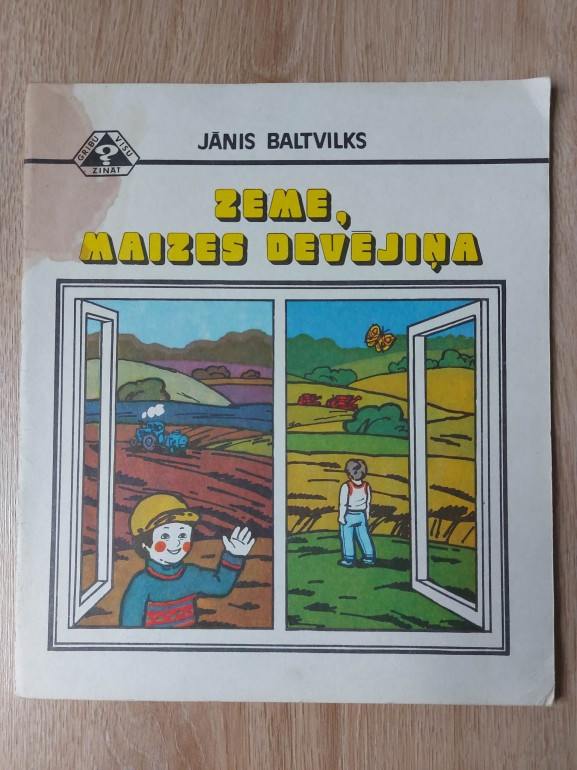 JĀNIS BALTVILKS
GRIBU VISU
?
ZINĀT
ZEME,
MAIZES DEVĒJIŅA